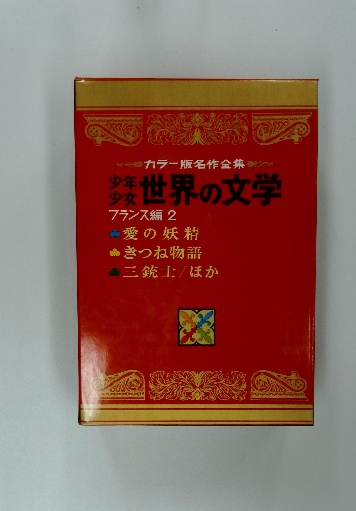 カラー版名作全集
少年少女世界の文学
フランス編 2
愛の妖精
きつね物語
三銃士/ほか